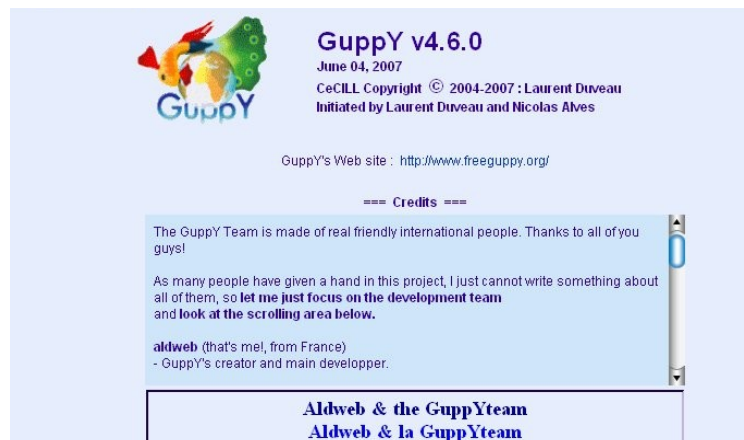 GuppY v4.6.0
June 04, 2007
CeCILL Copyright © 2004-2007 : Laurent Duveau
Initiated by Laurent Duveau and Nicolas Alves
GuppY
GuppY's Web site : http://www.freeguppy.org/
=== Credits ===
The GuppY Team is made of real friendly international people. Thanks to all of you
guys!
As many people have given a hand in this project, I just cannot write something about
all of them, so let me just focus on the development team
and look at the scrolling area below.
aldweb (that's me!, from France)
- GuppY's creator and main developper.
Aldweb & the GuppYteam
Aldweb & la GuppYteam